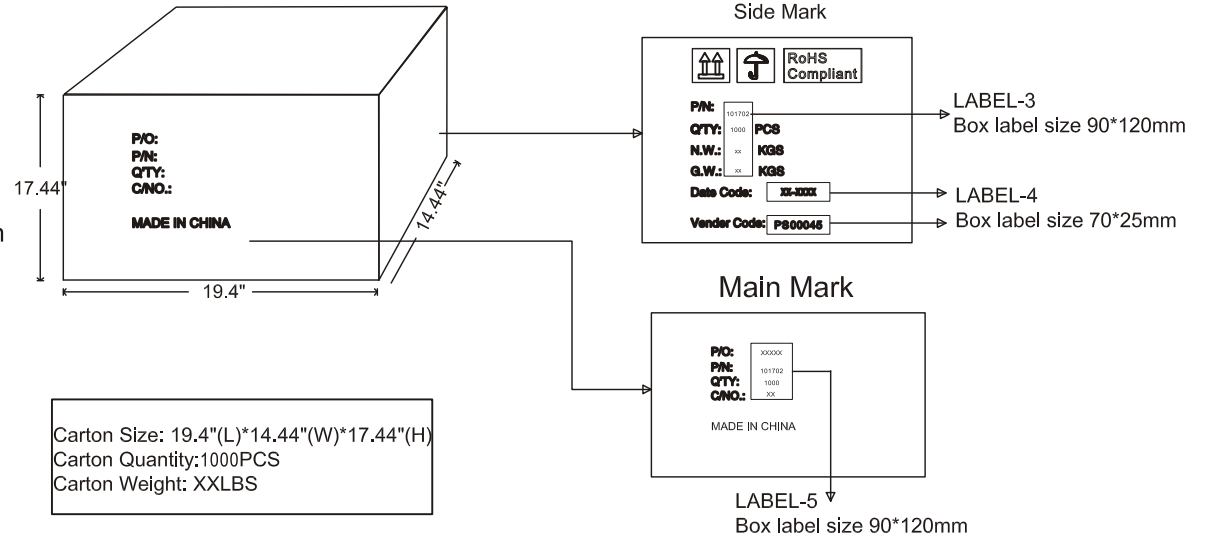 P/O:
P/N:
Q'TY:
C/NO.:
MADE IN CHINA
17.44"
19.4"
14.44"
Carton Size: 19.4"(L)*14.44"(W)*17.44"(H)
Carton Quantity:1000PCS
Carton Weight: XXLBS
Side Mark
RoHS
Compliant
P/N: 101702
Q'TY: 1000 PCS
N.W.: xx KGS
G.W.: xx KGS
Date Code: XX-XXXX
Vender Code: PS00045
LABEL-3
Box label size 90*120mm
LABEL-4
Box label size 70*25mm
Main Mark
P/O: XXXXX
P/N: 101702
Q'TY: 1000
C/NO.: XX
MADE IN CHINA
LABEL-5
Box label size 90*120mm